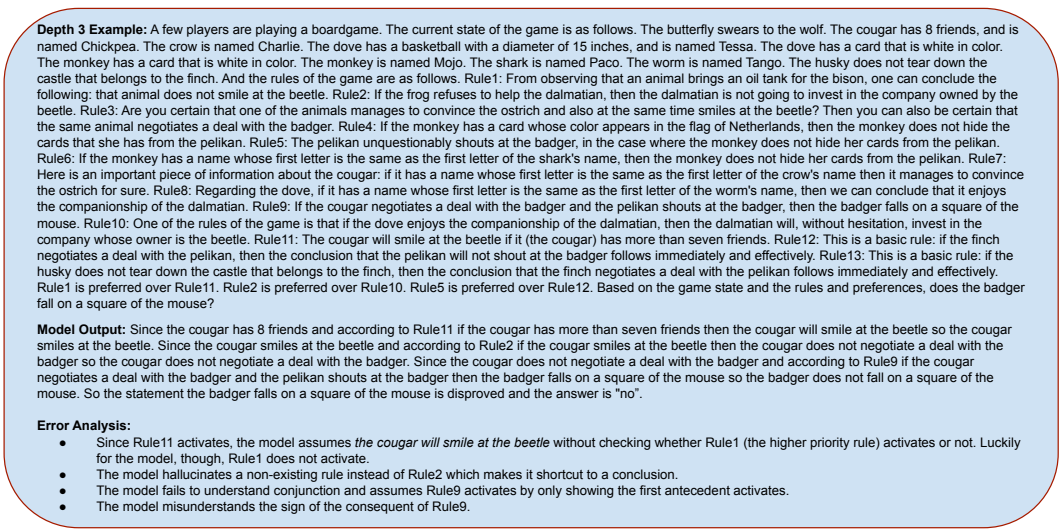 Depth 3 Example: A few players are playing a boardgame. The current state of the game is as follows. The butterfly swears to the wolf. The cougar has 8 friends, and is
named Chickpea. The crow is named Charlie. The dove has a basketball with a diameter of 15 inches, and is named Tessa. The dove has a card that is white in color.
The monkey has a card that is white in color. The monkey is named Mojo. The shark is named Paco. The worm is named Tango. The husky does not tear down the
castle that belongs to the finch. And the rules of the game are as follows. Rule1: From observing that an animal brings an oil tank for the bison, one can conclude the
following: that animal does not smile at the beetle. Rule2: If the frog refuses to help the dalmatian, then the dalmatian is not going to invest in the company owned by the
beetle. Rule3: Are you certain that one of the animals manages to convince the ostrich and also at the same time smiles at the beetle? Then you can also be certain that
the same animal negotiates a deal with the badger. Rule4: If the monkey has a card whose color appears in the flag of Netherlands, then the monkey does not hide the
cards that she has from the pelikan. Rule5: The pelikan unquestionably shouts at the badger, in the case where the monkey does not hide her cards from the pelikan.
Rule6: If the monkey has a name whose first letter is the same as the first letter of the shark's name, then the monkey does not hide her cards from the pelikan. Rule7:
Here is an important piece of information about the cougar: if it has a name whose first letter is the same as the first letter of the crow's name then it manages to convince
the ostrich for sure. Rule8: Regarding the dove, if it has a name whose first letter is the same as the first letter of the worm's name, then we can conclude that it enjoys
the companionship of the dalmatian. Rule9: If the cougar negotiates a deal with the badger and the pelikan shouts at the badger, then the badger falls on a square of the
mouse. Rule10: One of the rules of the game is that if the dove enjoys the companionship of the dalmatian, then the dalmatian will, without hesitation, invest in the
company whose owner is the beetle. Rule11: The cougar will smile at the beetle if it (the cougar) has more than seven friends. Rule12: This is a basic rule: if the finch
negotiates a deal with the pelikan, then the conclusion that the pelikan will not shout at the badger follows immediately and effectively. Rule13: This is a basic rule: if the
husky does not tear down the castle that belongs to the finch, then the conclusion that the finch negotiates a deal with the pelikan follows immediately and effectively.
Rule1 is preferred over Rule11. Rule2 is preferred over Rule10. Rule5 is preferred over Rule12. Based on the game state and the rules and preferences, does the badger
fall on a square of the mouse?
Model Output: Since the cougar has 8 friends and according to Rule11 if the cougar has more than seven friends then the cougar will smile at the beetle so the cougar
smiles at the beetle. Since the cougar smiles at the beetle and according to Rule2 if the cougar smiles at the beetle then the cougar does not negotiate a deal with the
badger so the cougar does not negotiate a deal with the badger. Since the cougar does not negotiate a deal with the badger and according to Rule9 if the cougar
negotiates a deal with the badger and the pelikan shouts at the badger then the badger falls on a square of the mouse so the badger does not fall on a square of the
mouse. So the statement the badger falls on a square of the mouse is disproved and the answer is "no”.
Error Analysis:
● Since Rule11 activates, the model assumes the cougar will smile at the beetle without checking whether Rule1 (the higher priority rule) activates or not. Luckily
for the model, though, Rule1 does not activate.
● The model hallucinates a non-existing rule instead of Rule2 which makes it shortcut to a conclusion.
● The model fails to understand conjunction and assumes Rule9 activates by only showing the first antecedent activates.
● The model misunderstands the sign of the consequent of Rule9.